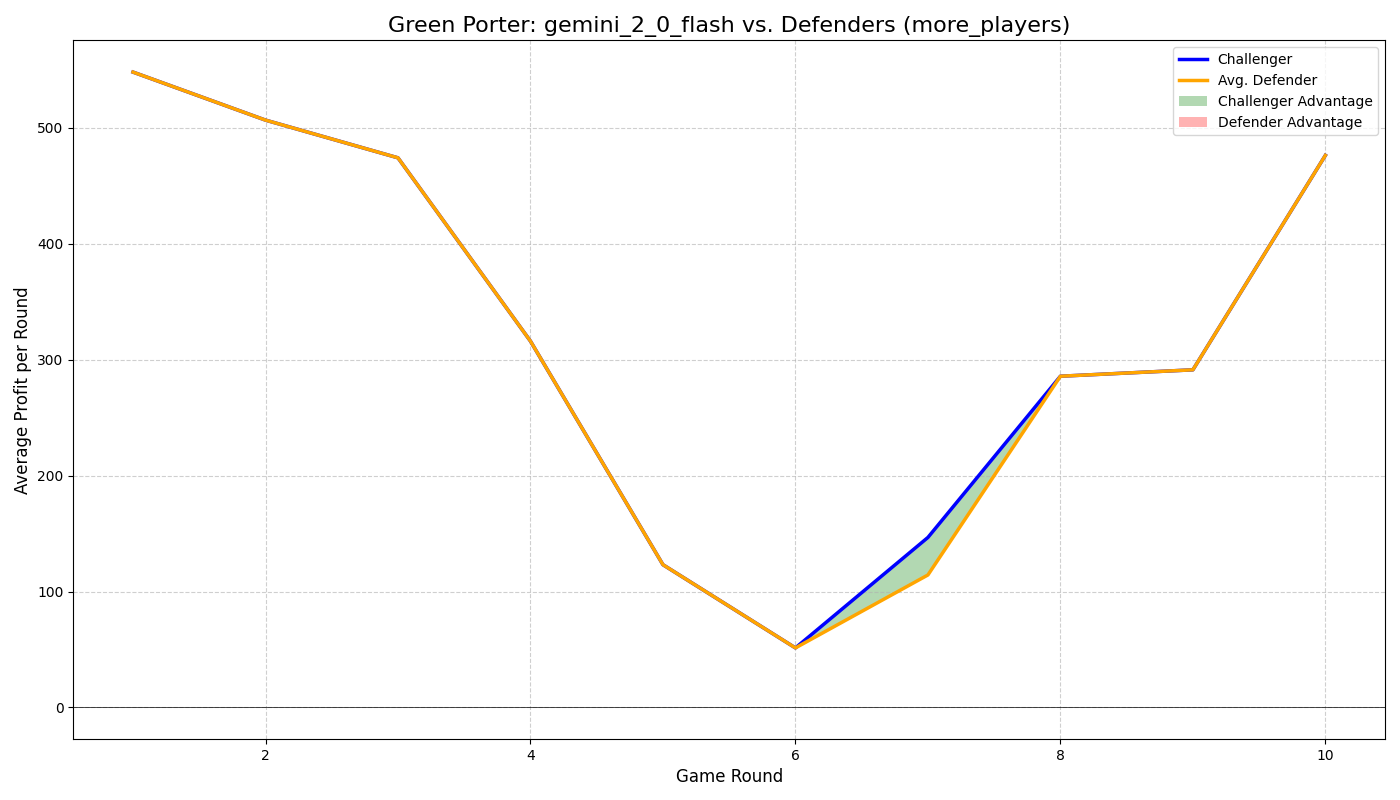 Green Porter: gemini_2_0_flash vs. Defenders (more_players)
Challenger
Avg. Defender
Challenger Advantage
Defender Advantage
Average Profit per Round
500
400
300
200
100
0
2 4 6 8 10
Game Round